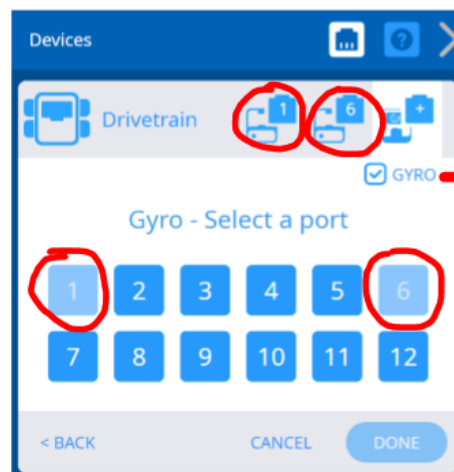 Devices
?
Drivetrain
1
6
+
GYRO
Gyro - Select a port
1 2 3 4 5 6
7 8 9 10 11 12
< BACK
CANCEL
DONE